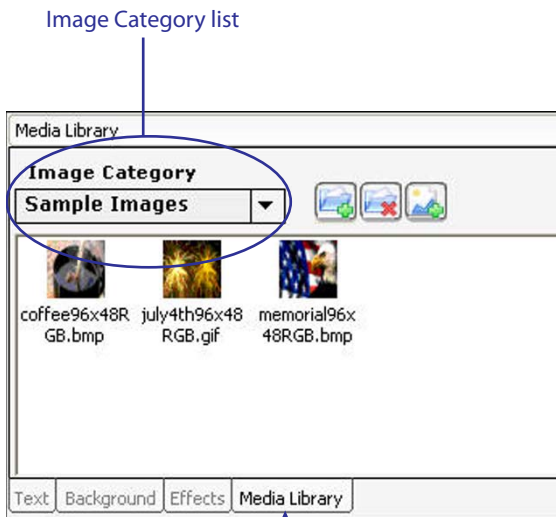 Image Category list
Media Library
Image Category
Sample Images
coffee96x48R
GB.bmp
july4th96x48
RGB.gif
memorial96x
48RGB.bmp
Text Background Effects Media Library